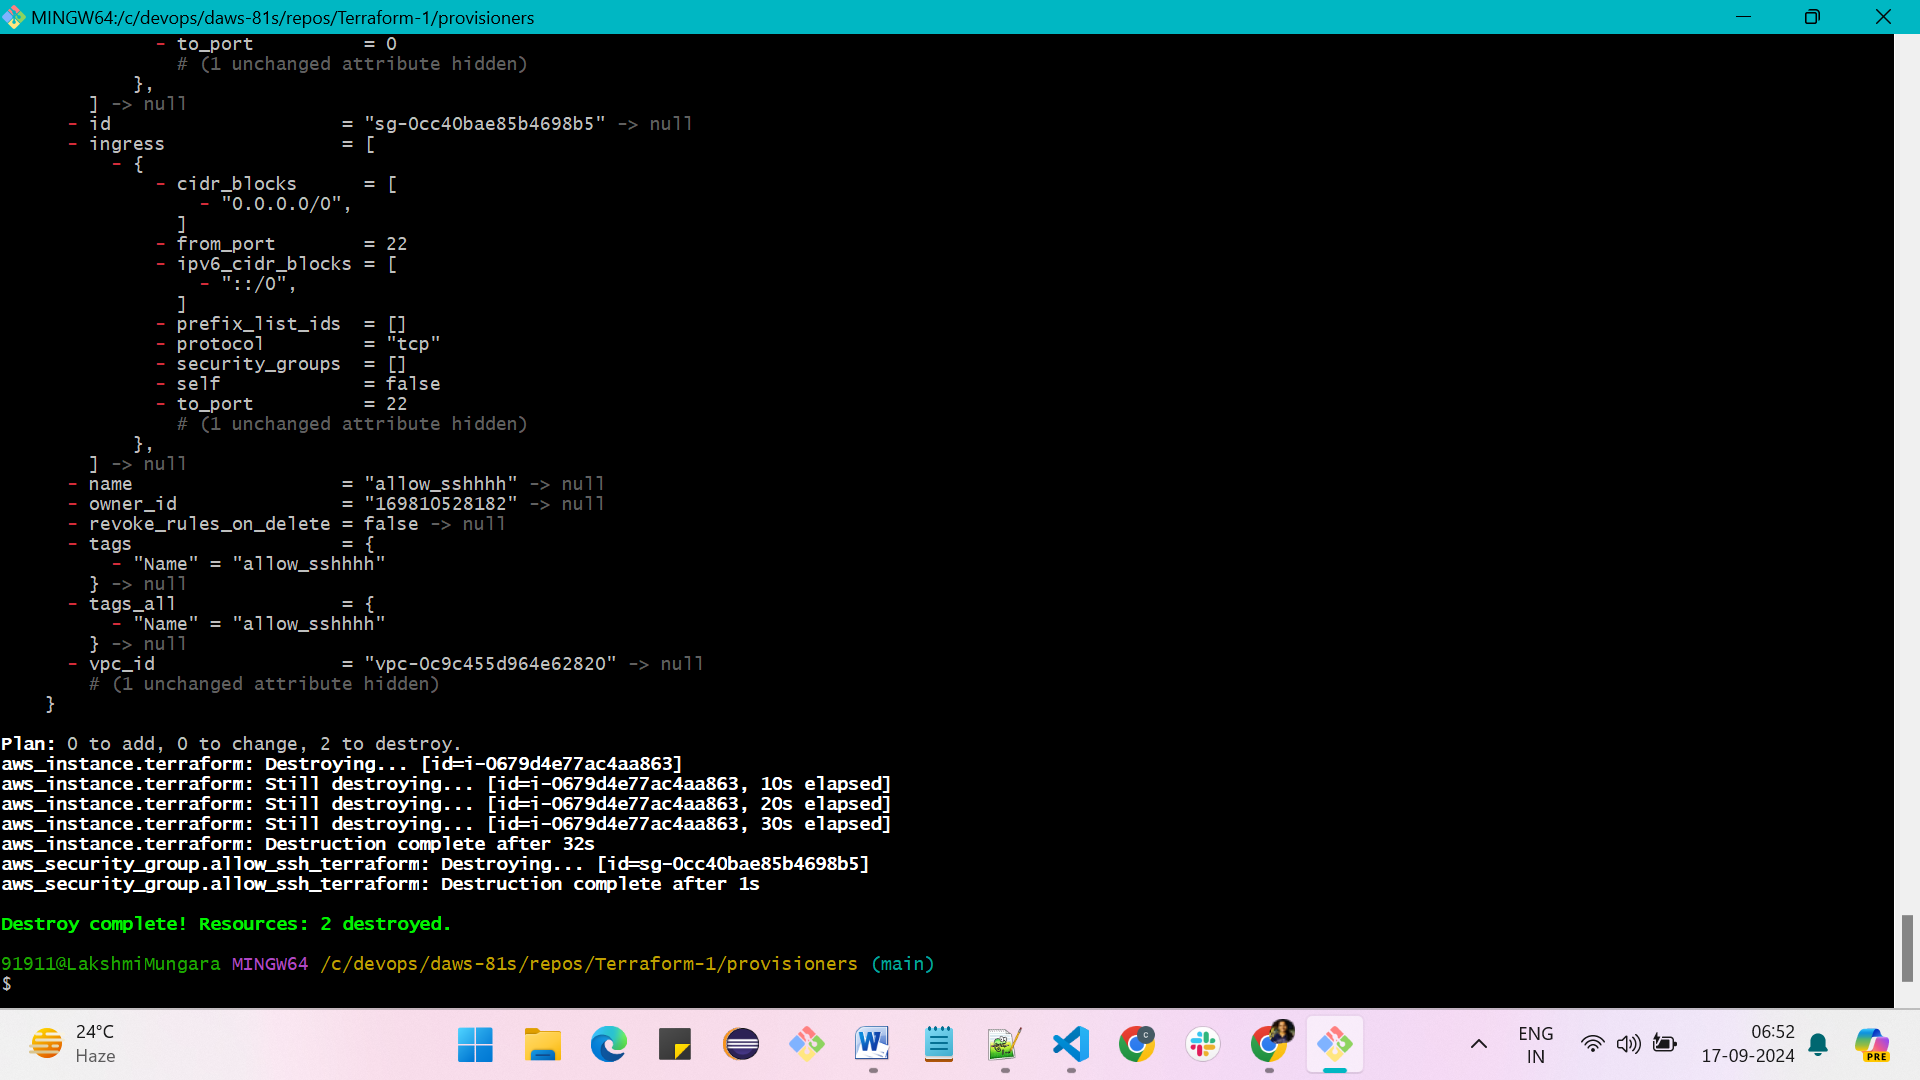 MINGW64:/c/devops/daws-81s/repos/Terraform-1/provisioners
              - to_port          = 0
                # (1 unchanged attribute hidden)
            },
        ] -> null
      - id                     = "sg-0cc40bae85b4698b5" -> null
      - ingress                = [
          - {
              - cidr_blocks      = [
                  - "0.0.0.0/0",
                ]
              - from_port        = 22
              - ipv6_cidr_blocks = [
                  - "::/0",
                ]
              - prefix_list_ids  = []
              - protocol         = "tcp"
              - security_groups  = []
              - self             = false
              - to_port          = 22
                # (1 unchanged attribute hidden)
            },
        ] -> null
      - name                   = "allow_sshhhh" -> null
      - owner_id               = "169810528182" -> null
      - revoke_rules_on_delete = false -> null
      - tags                   = {
          - "Name" = "allow_sshhhh"
        } -> null
      - tags_all               = {
          - "Name" = "allow_sshhhh"
        } -> null
      - vpc_id                 = "vpc-0c9c455d964e62820" -> null
        # (1 unchanged attribute hidden)
    }
Plan: 0 to add, 0 to change, 2 to destroy.
aws_instance.terraform: Destroying... [id=i-0679d4e77ac4aa863]
aws_instance.terraform: Still destroying... [id=i-0679d4e77ac4aa863, 10s elapsed]
aws_instance.terraform: Still destroying... [id=i-0679d4e77ac4aa863, 20s elapsed]
aws_instance.terraform: Still destroying... [id=i-0679d4e77ac4aa863, 30s elapsed]
aws_instance.terraform: Destruction complete after 32s
aws_security_group.allow_ssh_terraform: Destroying... [id=sg-0cc40bae85b4698b5]
aws_security_group.allow_ssh_terraform: Destruction complete after 1s
Destroy complete! Resources: 2 destroyed.
91911@LakshmiMungara MINGW64 /c/devops/daws-81s/repos/Terraform-1/provisioners (main)
$
24°C
Haze
ENG
IN
06:52
17-09-2024
PRE